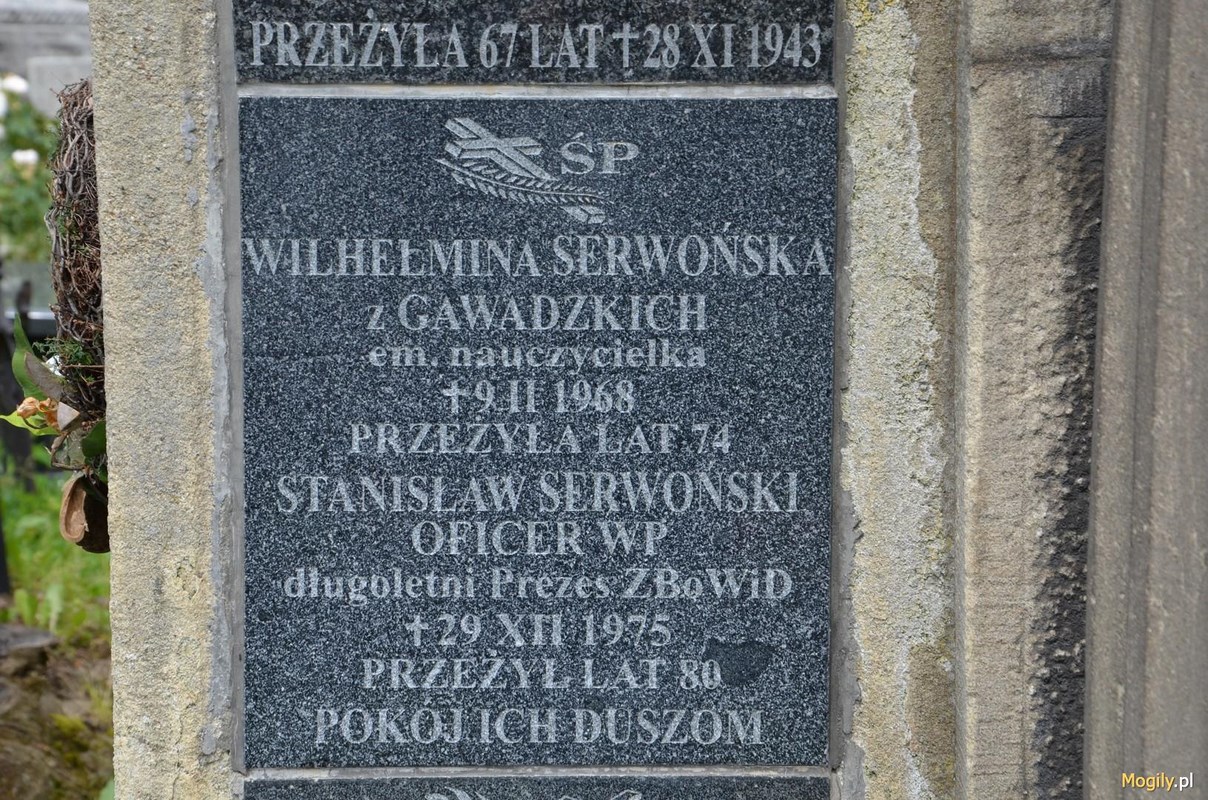 PRZEŻYŁA 67 LAT †28 XI 1943
ŚP
WILHEŁMINA SERWOŃSKA
z GAWADZKICH
em. nauczycielka
†9 II 1968
PRZEŻYŁA LAT 74
STANISŁAW SERWOŃSKI
OFICER WP
długoletni Prezes ZBoWiD
†29 XII 1975
PRZEŻYŁ LAT 80
POKÓJ ICH DUSZOM
Mogily.pl